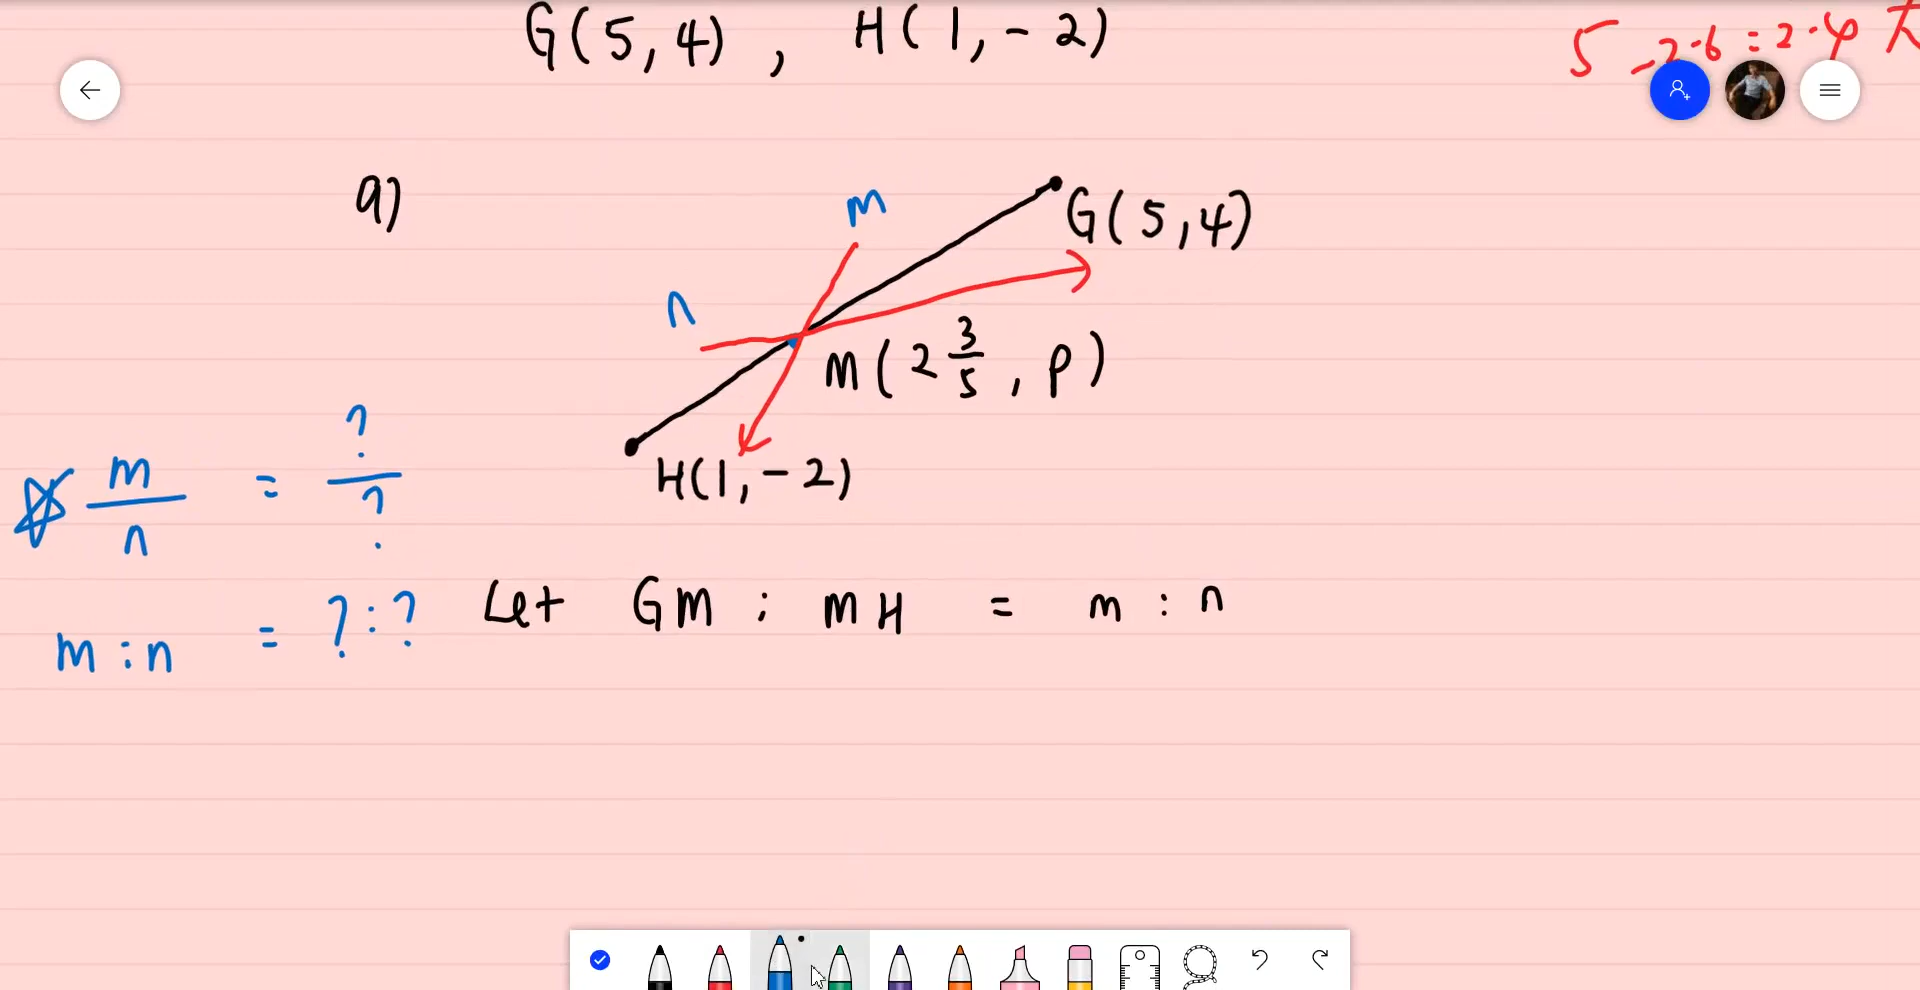 G(5,4) , H(1,-2)
5 - 2.6 = 2.4
a)
m
G(5,4)
n
M(2 3/5, p)
H(1,-2)
m/n = ?/?
Let GM : MH = m : n
m : n = ? : ?